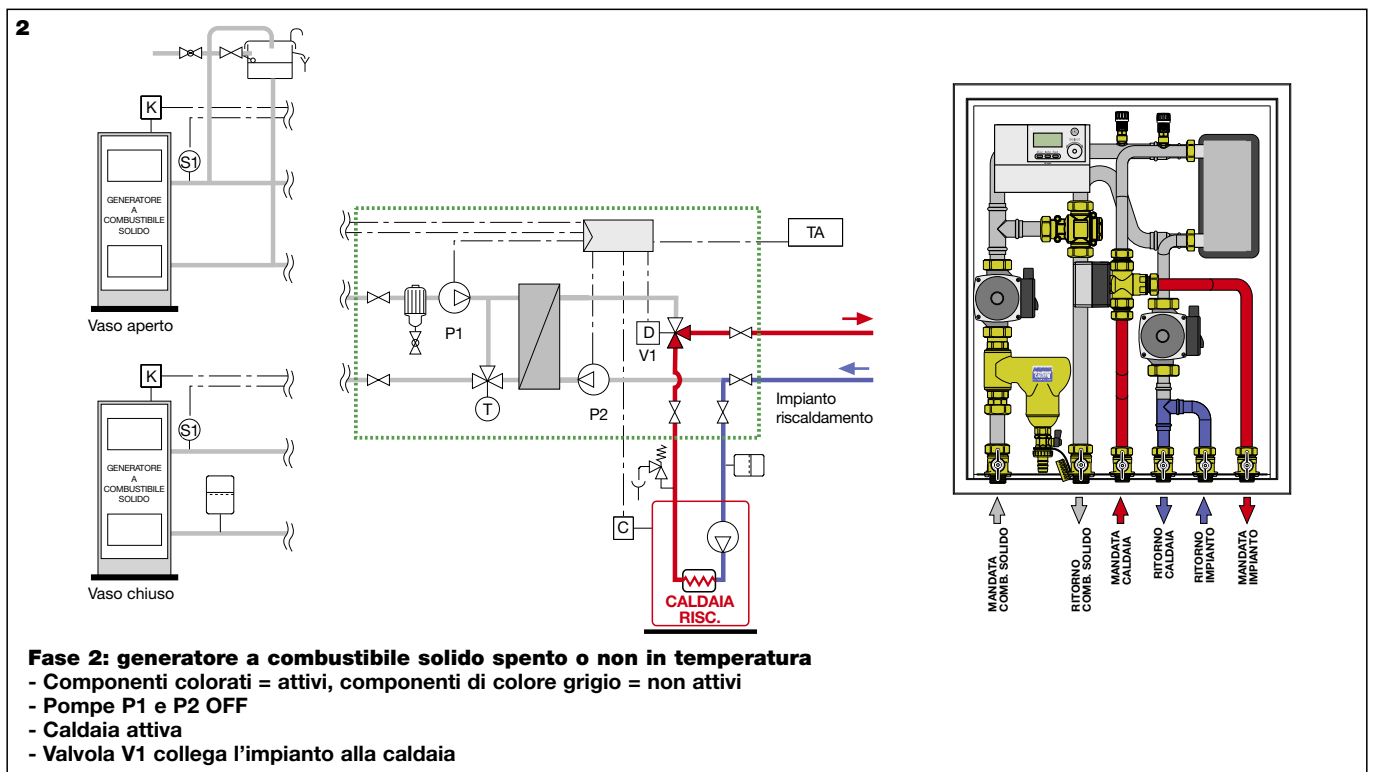 2
K
S1
GENERATORE
A
COMBUSTIBILE
SOLIDO
Vaso aperto
K
S1
GENERATORE
A
COMBUSTIBILE
SOLIDO
Vaso chiuso
TA
P1
D
V1
T
P2
Impianto
riscaldamento
C
CALDAIA
RISC.
MANDATA
COMB. SOLIDO
RITORNO
COMB. SOLIDO
MANDATA
CALDAIA
RITORNO
CALDAIA
RITORNO
IMPIANTO
MANDATA
IMPIANTO
Fase 2: generatore a combustibile solido spento o non in temperatura
- Componenti colorati = attivi, componenti di colore grigio = non attivi
- Pompe P1 e P2 OFF
- Caldaia attiva
- Valvola V1 collega l’impianto alla caldaia